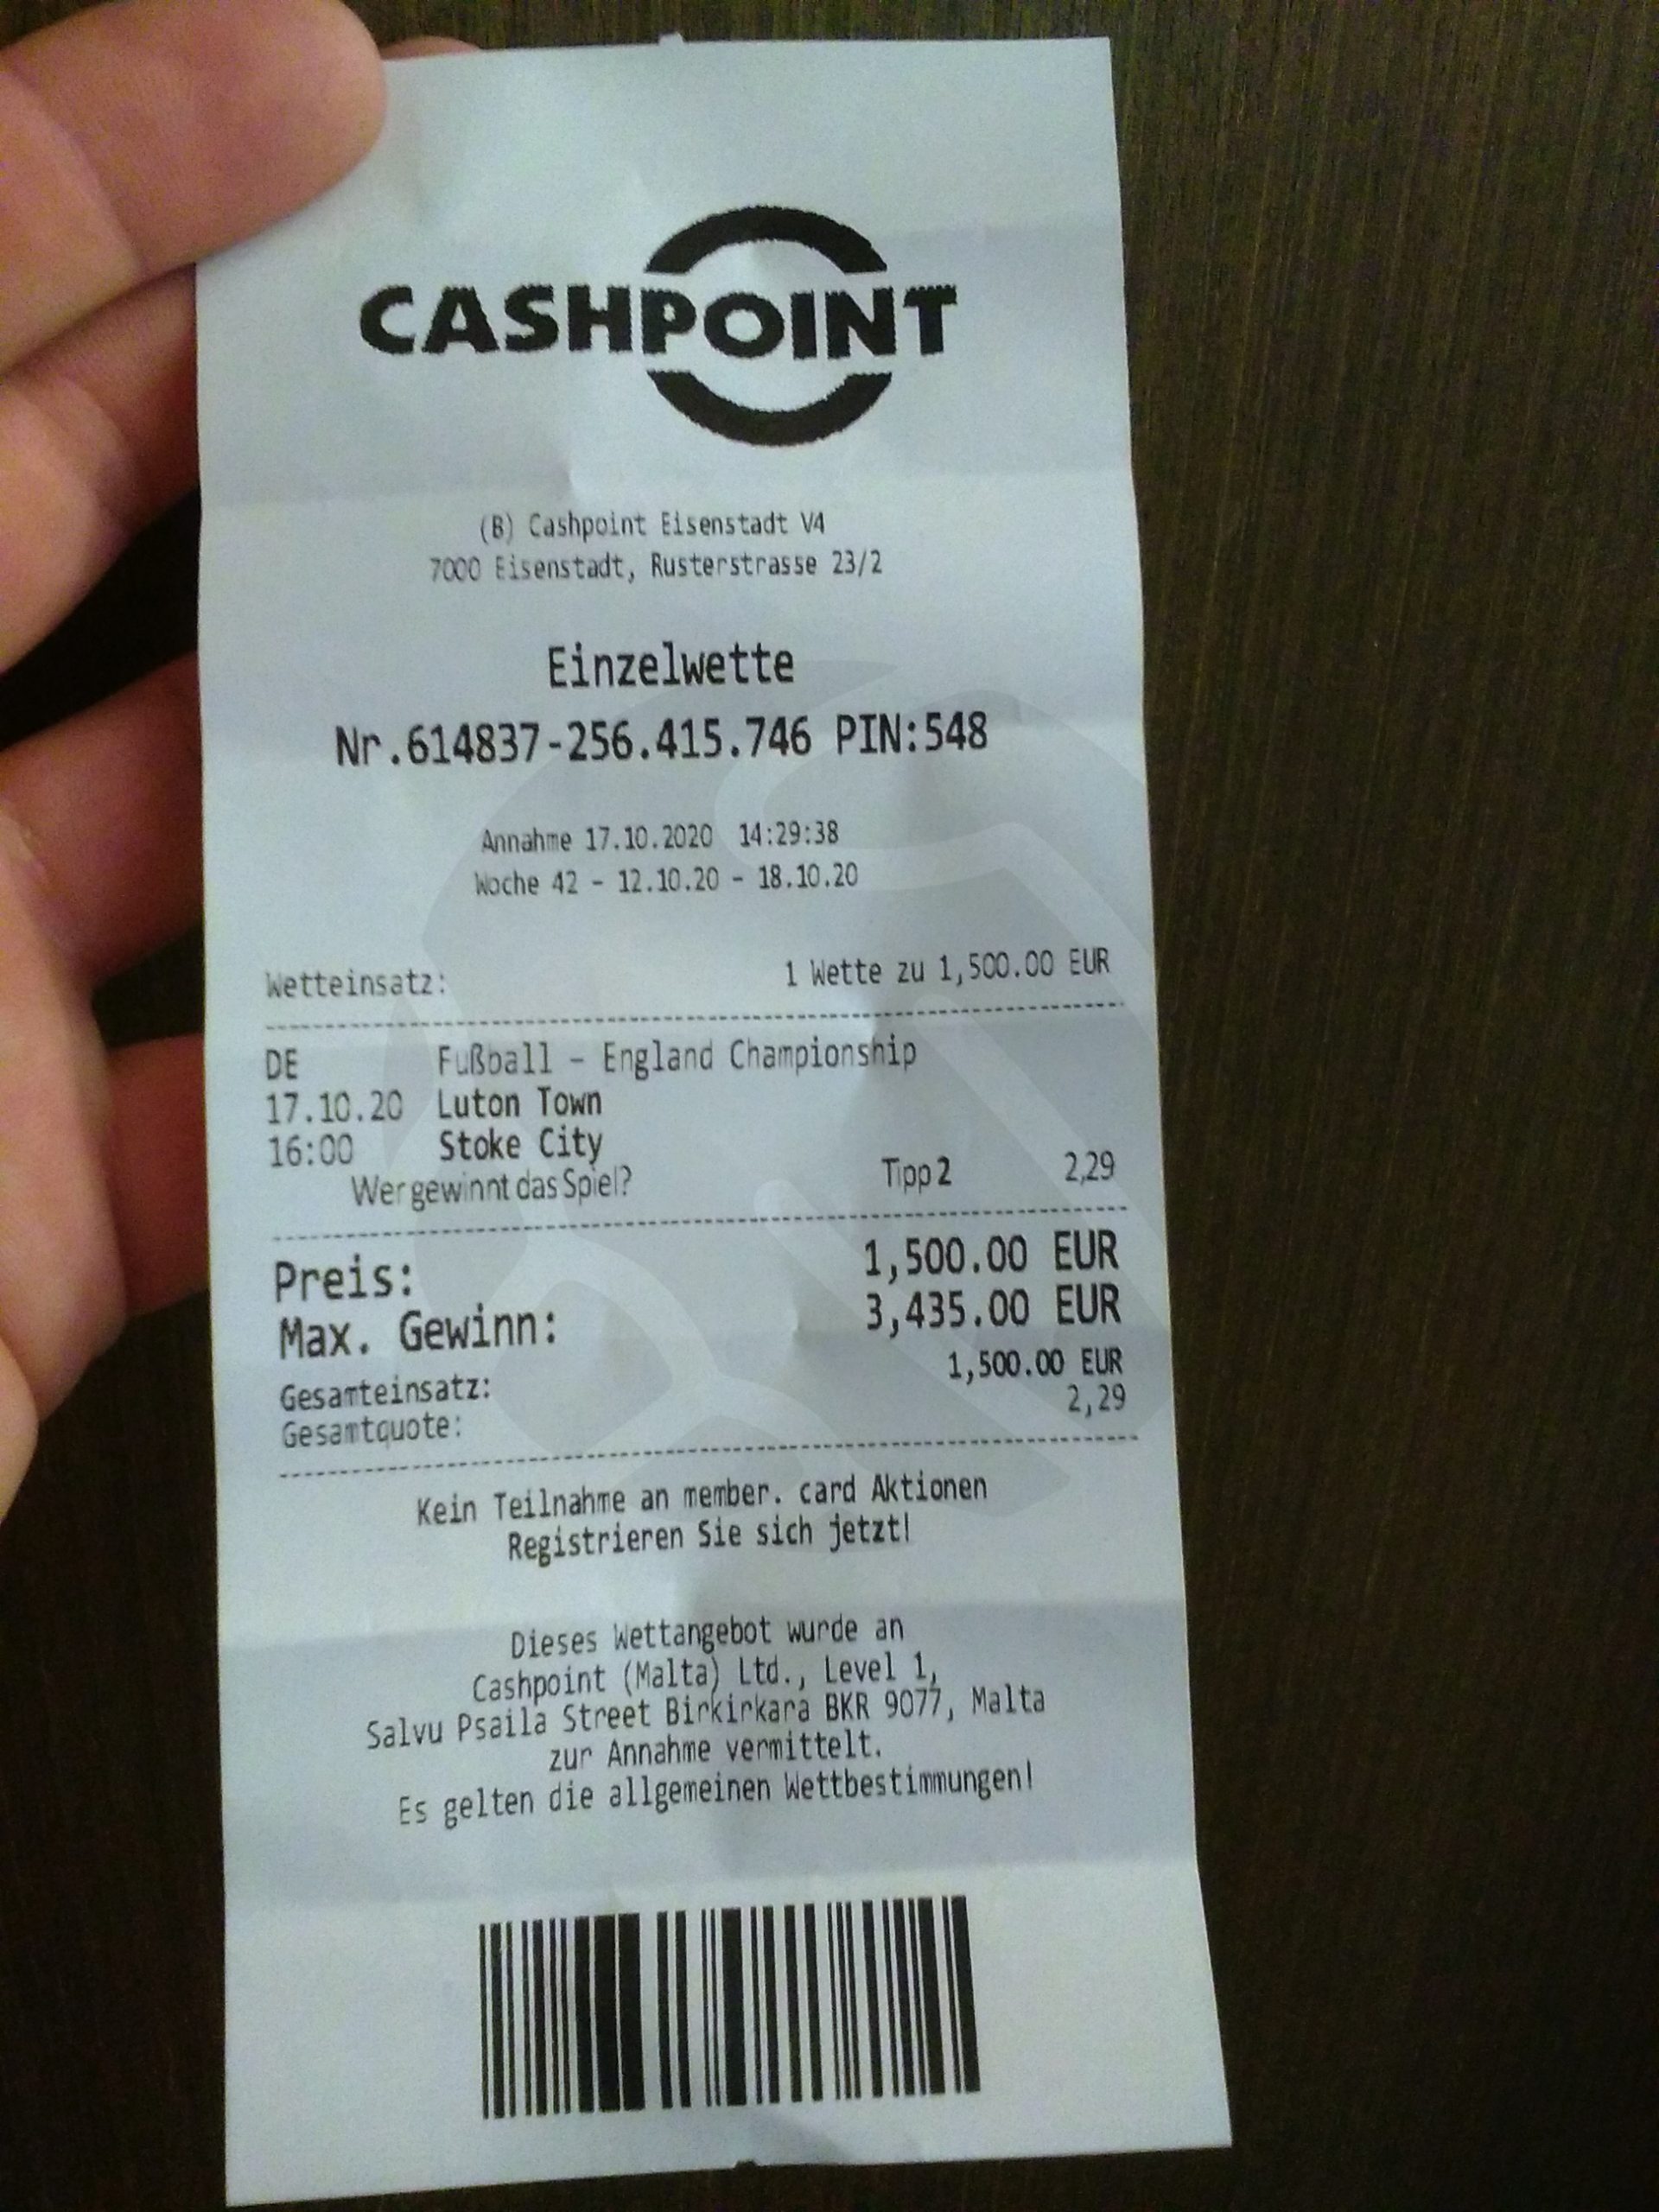 CASHPOINT
(B) Cashpoint Eisenstadt V4
7000 Eisenstadt, Rusterstrasse 23/2
Einzelwette
Nr.614837-256.415.746 PIN:548
Annahme 17.10.2020 14:29:38
Woche 42 - 12.10.20 - 18.10.20
Wetteinsatz: 1 Wette zu 1,500.00 EUR
DE Fußball - England Championship
17.10.20 Luton Town
16:00 Stoke City
Wer gewinnt das Spiel? Tipp 2 2,29
Preis: 1,500.00 EUR
Max. Gewinn: 3,435.00 EUR
Gesamteinsatz: 1,500.00 EUR
Gesamtquote: 2,29
Kein Teilnahme an member. card Aktionen
Registrieren Sie sich jetzt!
Dieses Wettangebot wurde an
Cashpoint (Malta) Ltd., Level 1,
Salvu Psaila Street Birkirkara BKR 9077, Malta
zur Annahme vermittelt.
Es gelten die allgemeinen Wettbestimmungen!